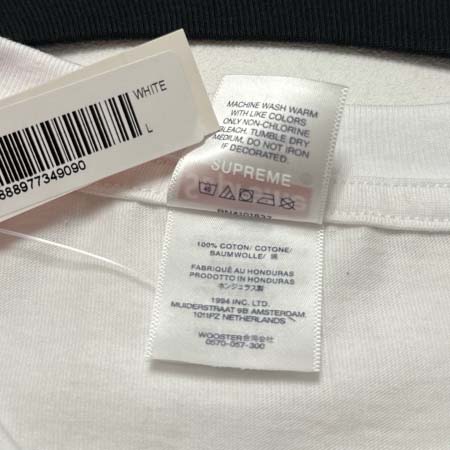 WHITE
L
888977349090
MACHINE WASH WARM
WITH LIKE COLORS
ONLY NON-CHLORINE
BLEACH. TUMBLE DRY
MEDIUM, DO NOT IRON
IF DECORATED.
SUPREME
100% COTTON/ COTONE/
BAUMWOLLE/ 綿
FABRIQUÉ AU HONDURAS
PRODOTTO IN HONDURAS
ホンジュラス製
1994 INC. LTD.
MUIDERSTRAAT 9B AMSTERDAM,
1011PZ NETHERLANDS
WOOSTER合同会社
0570-057-300